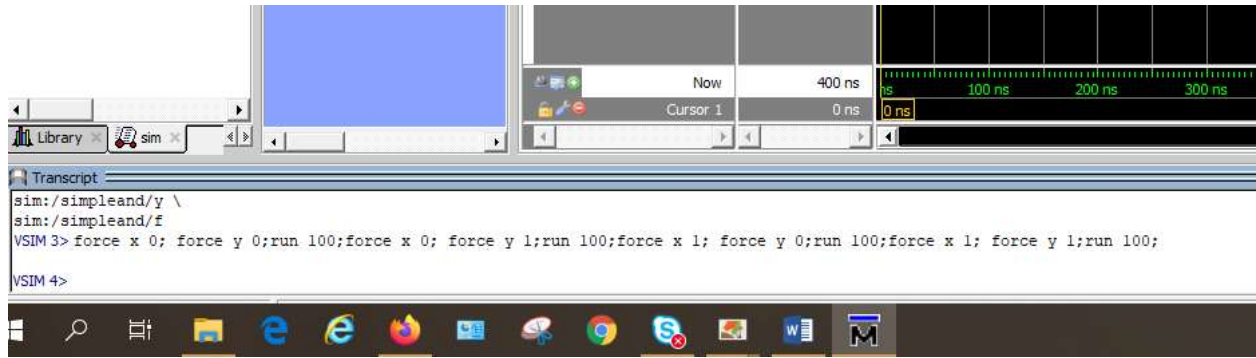 Now 400 ns
ns 100 ns 200 ns 300 ns
Cursor 1 0 ns 0 ns
Library sim
Transcript
sim:/simpleand/y \
sim:/simpleand/f
VSIM 3> force x 0; force y 0;run 100;force x 0; force y 1;run 100;force x 1; force y 0;run 100;force x 1; force y 1;run 100;
VSIM 4>